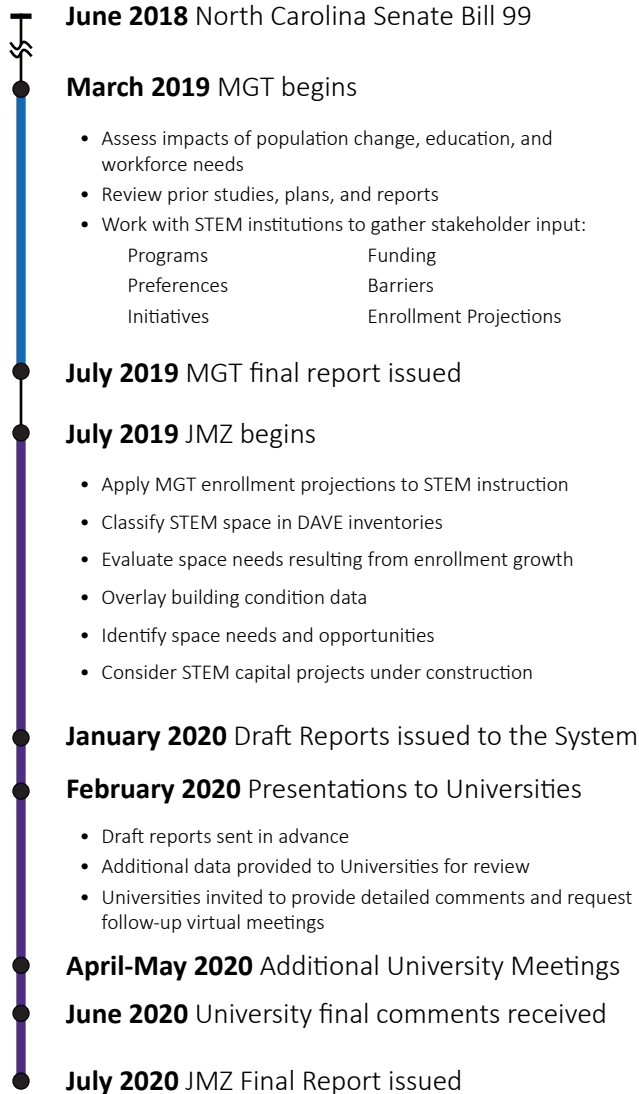 June 2018 North Carolina Senate Bill 99
March 2019 MGT begins
• Assess impacts of population change, education, and
workforce needs
• Review prior studies, plans, and reports
• Work with STEM institutions to gather stakeholder input:
Programs Funding
Preferences Barriers
Initiatives Enrollment Projections
July 2019 MGT final report issued
July 2019 JMZ begins
• Apply MGT enrollment projections to STEM instruction
• Classify STEM space in DAVE inventories
• Evaluate space needs resulting from enrollment growth
• Overlay building condition data
• Identify space needs and opportunities
• Consider STEM capital projects under construction
January 2020 Draft Reports issued to the System
February 2020 Presentations to Universities
• Draft reports sent in advance
• Additional data provided to Universities for review
• Universities invited to provide detailed comments and request
follow-up virtual meetings
April-May 2020 Additional University Meetings
June 2020 University final comments received
July 2020 JMZ Final Report issued